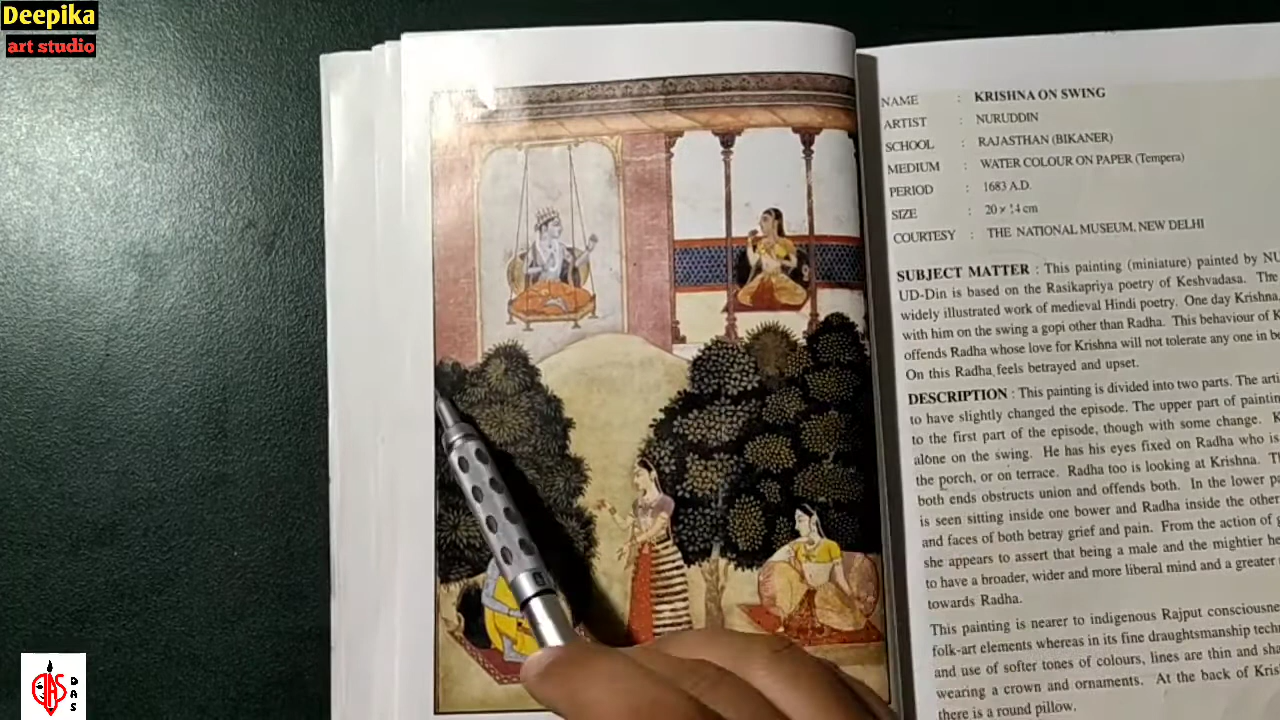 Deepika
art studio
NAME : KRISHNA ON SWING
ARTIST : NURUDDIN
SCHOOL : RAJASTHAN (BIKANER)
MEDIUM : WATER COLOUR ON PAPER (Tempera)
PERIOD : 1683 A.D.
SIZE : 20 × 14 cm
COURTESY : THE NATIONAL MUSEUM, NEW DELHI
SUBJECT MATTER : This painting (miniature) painted by NU
UD-Din is based on the Rasikapriya poetry of Keshvadasa. The
widely illustrated work of medieval Hindi poetry. One day Krishna
with him on the swing a gopi other than Radha. This behaviour of K
offends Radha whose love for Krishna will not tolerate any one in be
On this Radha feels betrayed and upset.
DESCRIPTION : This painting is divided into two parts. The arti
to have slightly changed the episode. The upper part of paintin
to the first part of the episode, though with some change. K
alone on the swing. He has his eyes fixed on Radha who is
the porch, or on terrace. Radha too is looking at Krishna. Th
both ends obstructs union and offends both. In the lower pa
is seen sitting inside one bower and Radha inside the other
and faces of both betray grief and pain. From the action of g
she appears to assert that being a male and the mightier he
to have a broader, wider and more liberal mind and a greater
towards Radha.
This painting is nearer to indigenous Rajput consciousne
folk-art elements whereas in its fine draughtsmanship techn
and use of softer tones of colours, lines are thin and sha
wearing a crown and ornaments. At the back of Kris
there is a round pillow.
DAS